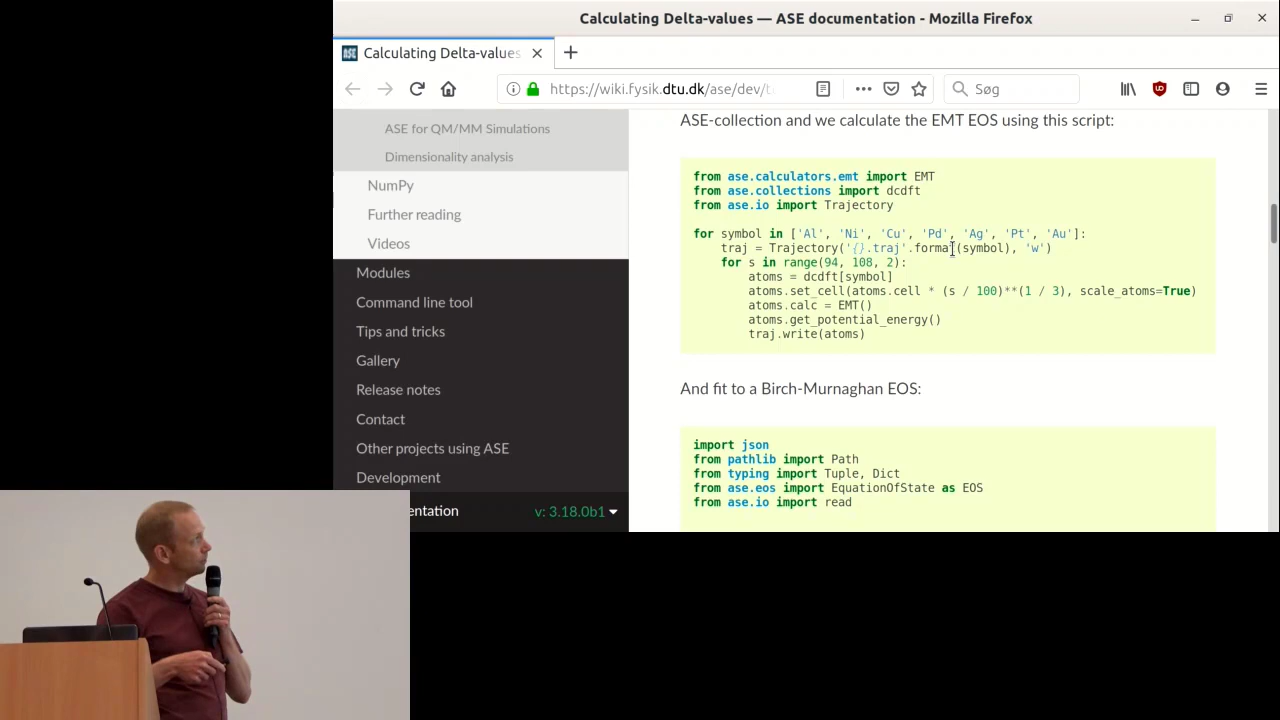 Calculating Delta-values — ASE documentation - Mozilla Firefox
ASE Calculating Delta-values
https://wiki.fysik.dtu.dk/ase/dev/t
Søg
ASE for QM/MM Simulations
Dimensionality analysis
NumPy
Further reading
Videos
Modules
Command line tool
Tips and tricks
Gallery
Release notes
Contact
Other projects using ASE
Development
entation v: 3.18.0b1
ASE-collection and we calculate the EMT EOS using this script:
from ase.calculators.emt import EMT
from ase.collections import dcdft
from ase.io import Trajectory
for symbol in ['Al', 'Ni', 'Cu', 'Pd', 'Ag', 'Pt', 'Au']:
    traj = Trajectory('{}.traj'.format(symbol), 'w')
    for s in range(94, 108, 2):
        atoms = dcdft[symbol]
        atoms.set_cell(atoms.cell * (s / 100)**(1 / 3), scale_atoms=True)
        atoms.calc = EMT()
        atoms.get_potential_energy()
        traj.write(atoms)
And fit to a Birch-Murnaghan EOS:
import json
from pathlib import Path
from typing import Tuple, Dict
from ase.eos import EquationOfState as EOS
from ase.io import read